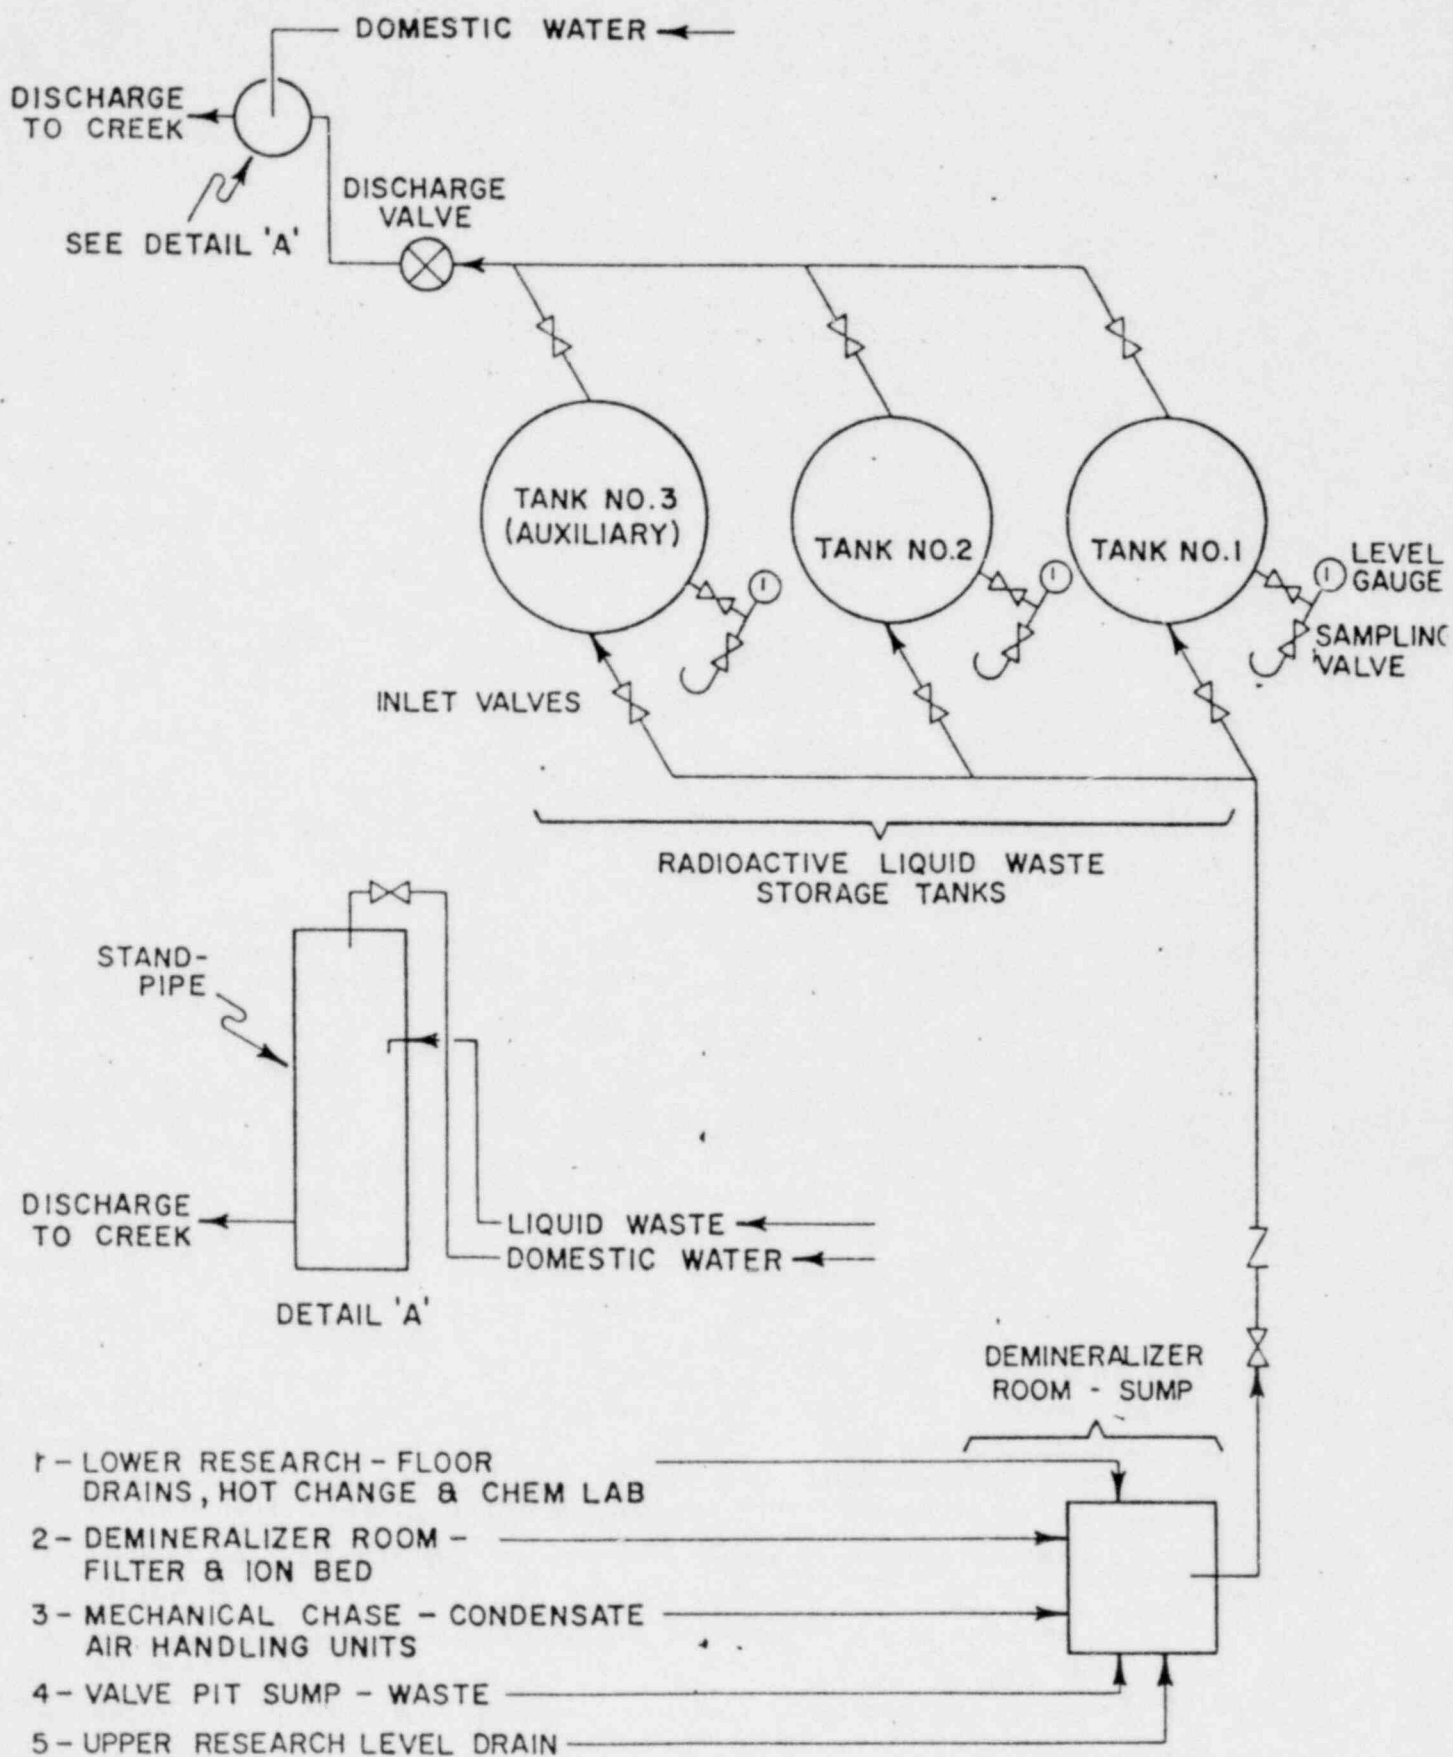 DOMESTIC WATER
DISCHARGE
TO CREEK
SEE DETAIL 'A'
DISCHARGE
VALVE
TANK NO.3
(AUXILIARY)
TANK NO.2
TANK NO.1
LEVEL
GAUGE
SAMPLING
VALVE
INLET VALVES
RADIOACTIVE LIQUID WASTE
STORAGE TANKS
STAND-
PIPE
DISCHARGE
TO CREEK
LIQUID WASTE
DOMESTIC WATER
DETAIL 'A'
DEMINERALIZER
ROOM - SUMP
1 - LOWER RESEARCH - FLOOR
DRAINS, HOT CHANGE & CHEM LAB
2 - DEMINERALIZER ROOM -
FILTER & ION BED
3 - MECHANICAL CHASE - CONDENSATE
AIR HANDLING UNITS
4 - VALVE PIT SUMP - WASTE
5 - UPPER RESEARCH LEVEL DRAIN